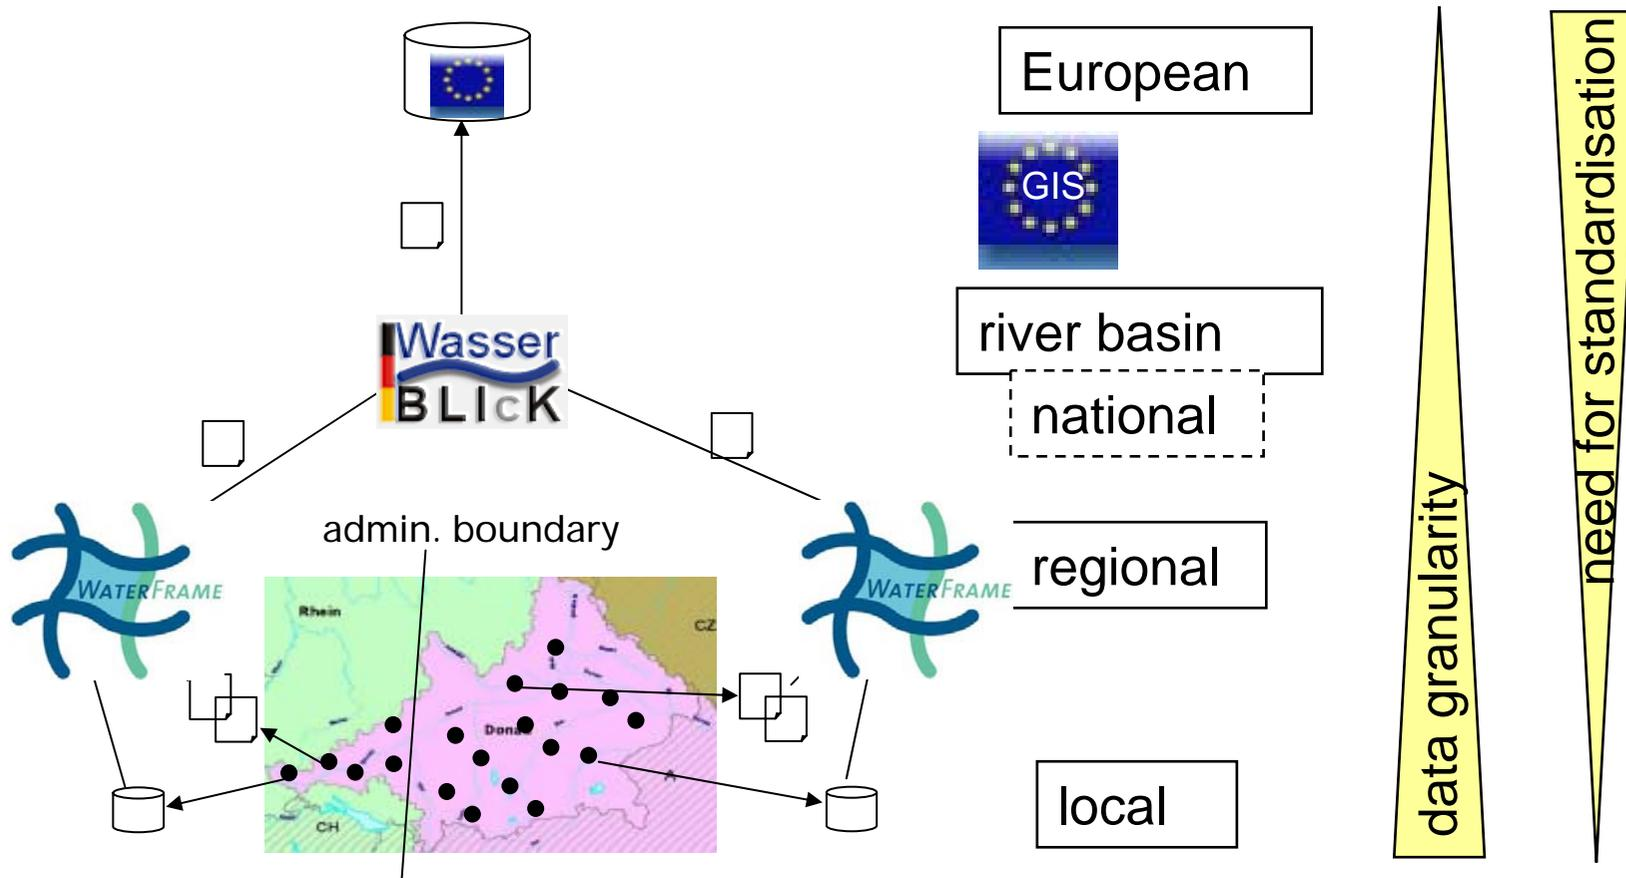 European
GIS
Wasser
BLIcK
river basin
national
admin. boundary
WATERFRAME
WATERFRAME
regional
Rhein
CZ
Donau
CH
local
data granularity
need for standardisation